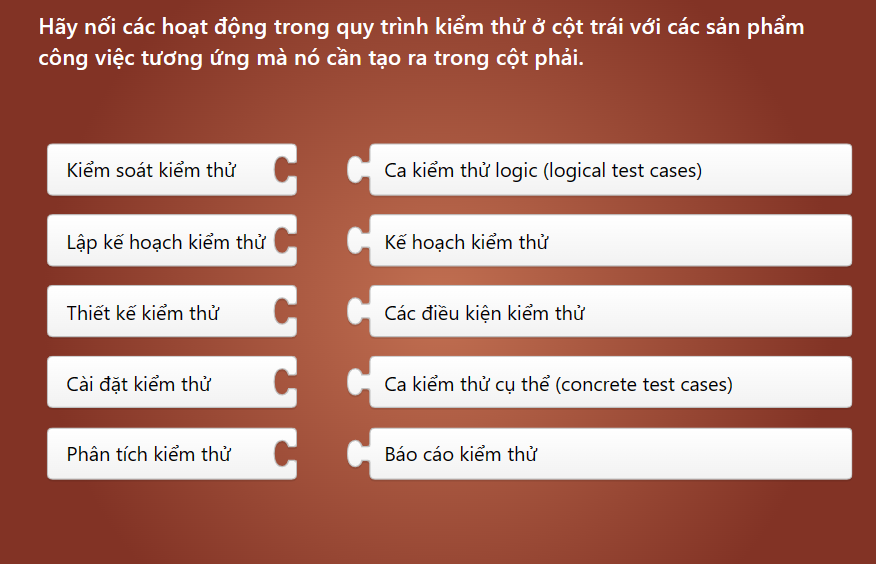 Hãy nối các hoạt động trong quy trình kiểm thử ở cột trái với các sản phẩm
công việc tương ứng mà nó cần tạo ra trong cột phải.
Kiểm soát kiểm thử
Ca kiểm thử logic (logical test cases)
Lập kế hoạch kiểm thử
Kế hoạch kiểm thử
Thiết kế kiểm thử
Các điều kiện kiểm thử
Cài đặt kiểm thử
Ca kiểm thử cụ thể (concrete test cases)
Phân tích kiểm thử
Báo cáo kiểm thử